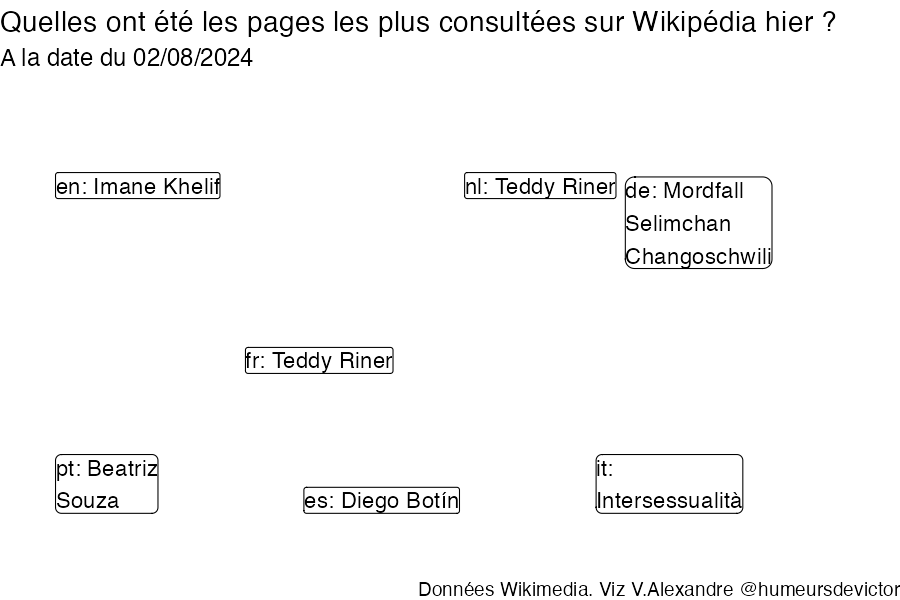 Quelles ont été les pages les plus consultées sur Wikipédia hier ?
A la date du 02/08/2024
en: Imane Khelif
nl: Teddy Riner
de: Mordfall
Selimchan
Changoschwili
fr: Teddy Riner
pt: Beatriz
Souza
es: Diego Botín
it:
Intersessualità
Données Wikimedia. Viz V.Alexandre @humeursdevictor